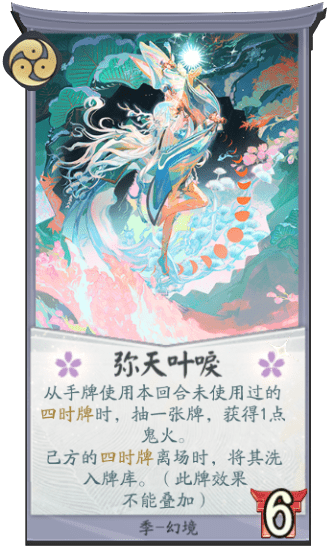 弥天叶唳
从手牌使用本回合未使用过的
四时牌时，抽一张牌，获得1点
鬼火。
己方的四时牌离场时，将其洗
入牌库。（此牌效果
不能叠加）
6
季-幻境